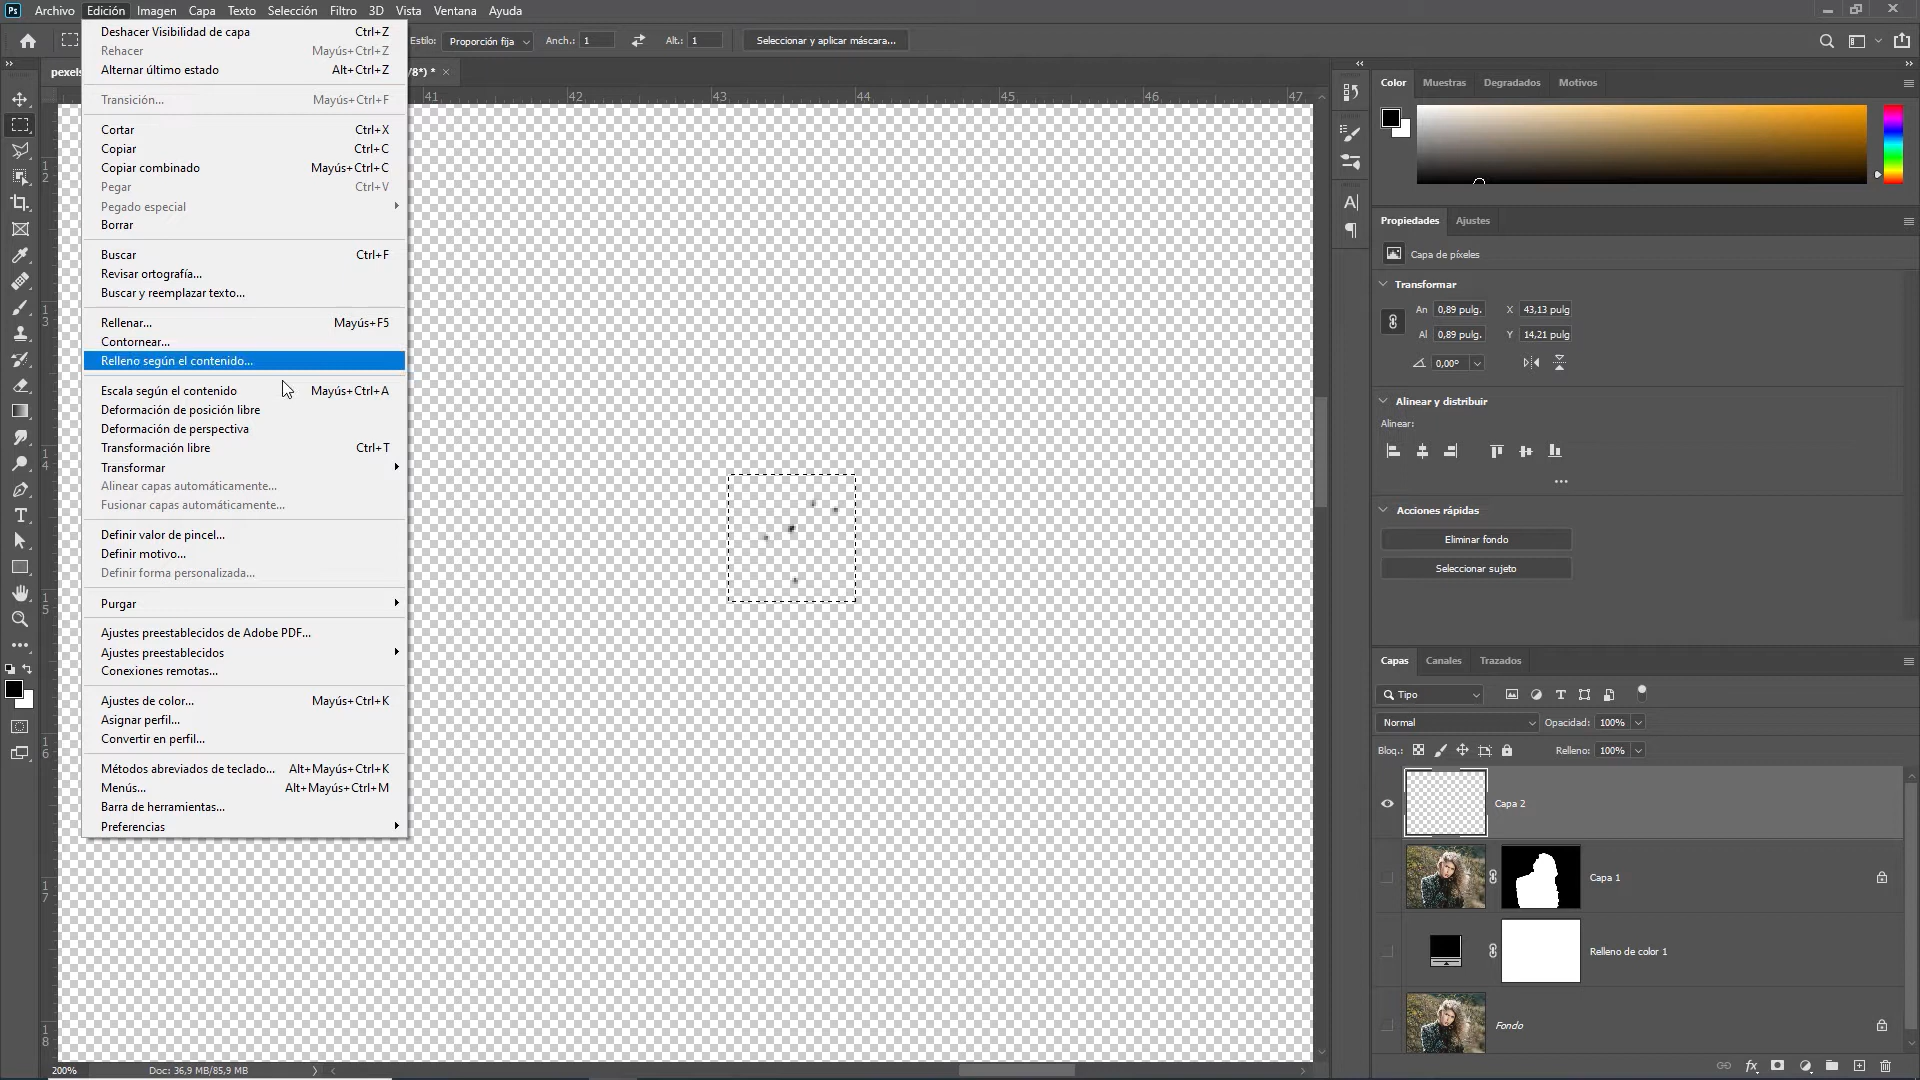 Ps Archivo Edición Imagen Capa Texto Selección Filtro 3D Vista Ventana Ayuda
Estilo: Proporción fija Anch.: 1 Alt.: 1 Seleccionar y aplicar máscara...
pexels /8*) * ×
Deshacer Visibilidad de capa Ctrl+Z
Rehacer Mayús+Ctrl+Z
Alternar último estado Alt+Ctrl+Z
Transición... Mayús+Ctrl+F
Cortar Ctrl+X
Copiar Ctrl+C
Copiar combinado Mayús+Ctrl+C
Pegar Ctrl+V
Pegado especial
Borrar
Buscar Ctrl+F
Revisar ortografía...
Buscar y reemplazar texto...
Rellenar... Mayús+F5
Contornear...
Relleno según el contenido...
Escala según el contenido Mayús+Ctrl+A
Deformación de posición libre
Deformación de perspectiva
Transformación libre Ctrl+T
Transformar
Alinear capas automáticamente...
Fusionar capas automáticamente...
Definir valor de pincel...
Definir motivo...
Definir forma personalizada...
Purgar
Ajustes preestablecidos de Adobe PDF...
Ajustes preestablecidos
Conexiones remotas...
Ajustes de color... Mayús+Ctrl+K
Asignar perfil...
Convertir en perfil...
Métodos abreviados de teclado... Alt+Mayús+Ctrl+K
Menús... Alt+Mayús+Ctrl+M
Barra de herramientas...
Preferencias
41 42 43 44 45 46 47
12
13
14
15
16
17
18
200% Doc: 36,9 MB/85,9 MB
Color Muestras Degradados Motivos
Propiedades Ajustes
Capa de píxeles
Transformar
An 0,89 pulg. X 43,13 pulg
Al 0,89 pulg. Y 14,21 pulg
0,00°
Alinear y distribuir
Alinear:
Acciones rápidas
Eliminar fondo
Seleccionar sujeto
Capas Canales Trazados
Tipo
Normal Opacidad: 100%
Bloq.: Relleno: 100%
Capa 2
Capa 1
Relleno de color 1
Fondo